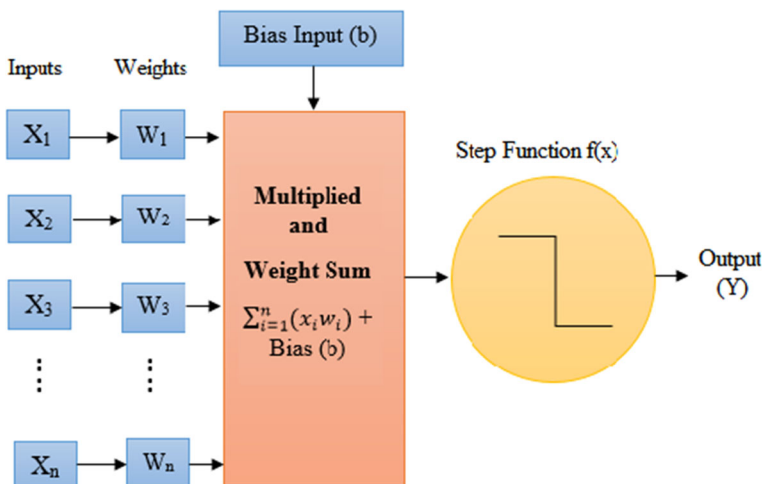 Bias Input (b)
Inputs
Weights
X₁
W₁
X₂
W₂
X₃
W₃
⋮
⋮
Xₙ
Wₙ
Multiplied
and
Weight Sum
∑ⁿᵢ₌₁(xᵢwᵢ) +
Bias (b)
Step Function f(x)
Output
(Y)